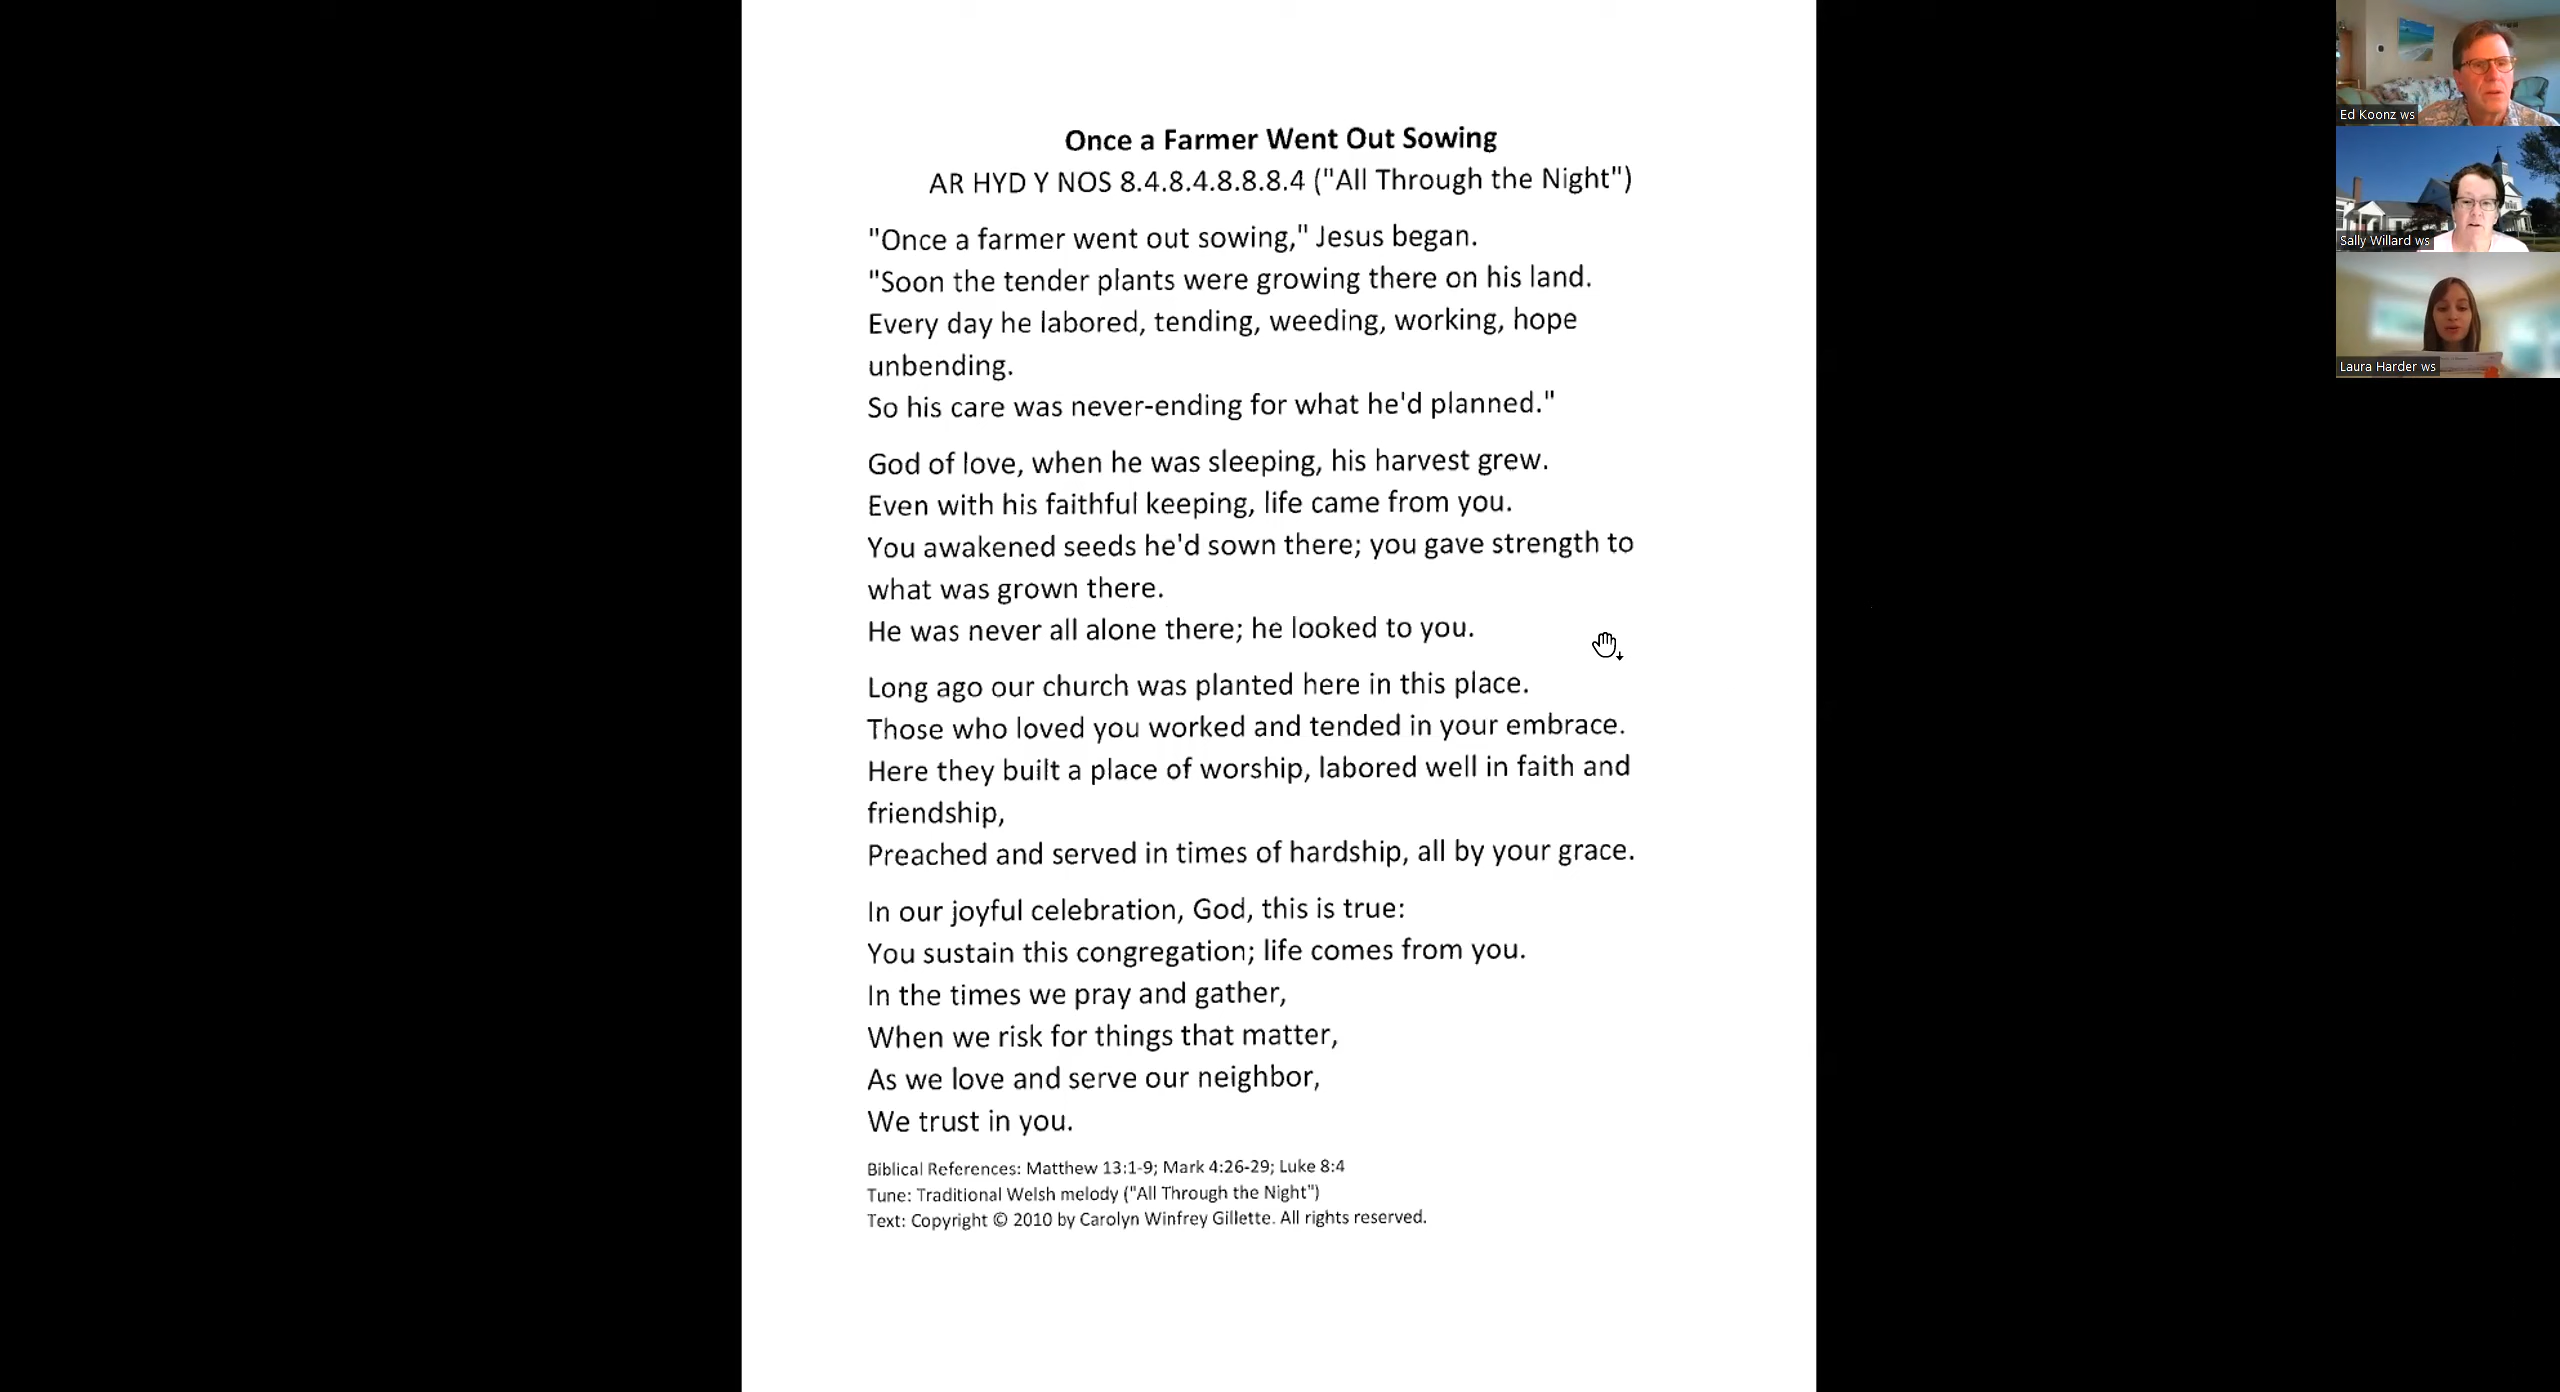 Once a Farmer Went Out Sowing
AR HYD Y NOS 8.4.8.4.8.8.8.4 ("All Through the Night")
"Once a farmer went out sowing," Jesus began.
"Soon the tender plants were growing there on his land.
Every day he labored, tending, weeding, working, hope
unbending.
So his care was never-ending for what he'd planned."
God of love, when he was sleeping, his harvest grew.
Even with his faithful keeping, life came from you.
You awakened seeds he'd sown there; you gave strength to
what was grown there.
He was never all alone there; he looked to you.
Long ago our church was planted here in this place.
Those who loved you worked and tended in your embrace.
Here they built a place of worship, labored well in faith and
friendship,
Preached and served in times of hardship, all by your grace.
In our joyful celebration, God, this is true:
You sustain this congregation; life comes from you.
In the times we pray and gather,
When we risk for things that matter,
As we love and serve our neighbor,
We trust in you.
Biblical References: Matthew 13:1-9; Mark 4:26-29; Luke 8:4
Tune: Traditional Welsh melody ("All Through the Night")
Text: Copyright © 2010 by Carolyn Winfrey Gillette. All rights reserved.
Ed Koonz ws
Sally Willard ws
Laura Harder ws